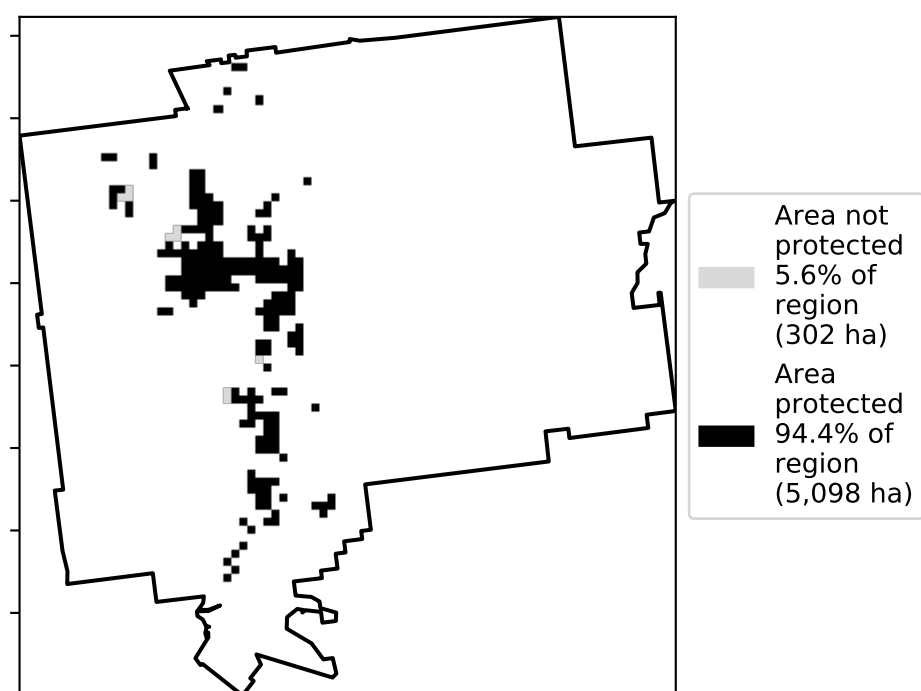 Area not
protected
5.6% of
region
(302 ha)
Area
protected
94.4% of
region
(5,098 ha)